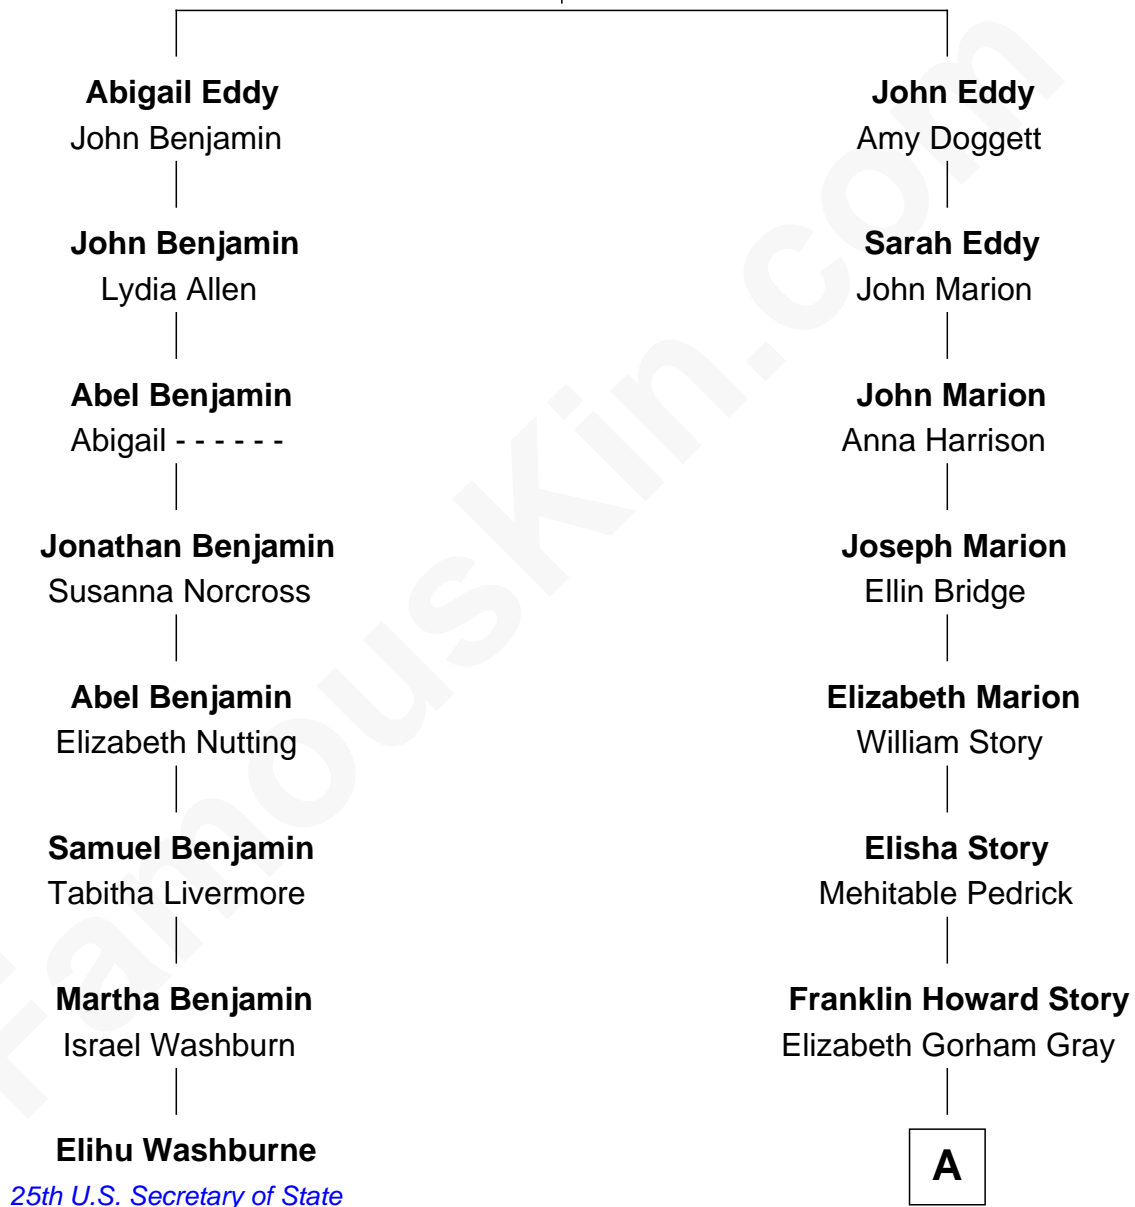 Abigail Eddy
John Benjamin
John Benjamin
Lydia Allen
Abel Benjamin
Abigail - - - - - -
Jonathan Benjamin
Susanna Norcross
Abel Benjamin
Elizabeth Nutting
Samuel Benjamin
Tabitha Livermore
Martha Benjamin
Israel Washburn
Elihu Washburne
25th U.S. Secretary of State
John Eddy
Amy Doggett
Sarah Eddy
John Marion
John Marion
Anna Harrison
Joseph Marion
Ellin Bridge
Elizabeth Marion
William Story
Elisha Story
Mehitable Pedrick
Franklin Howard Story
Elizabeth Gorham Gray
A
FamousKin.com